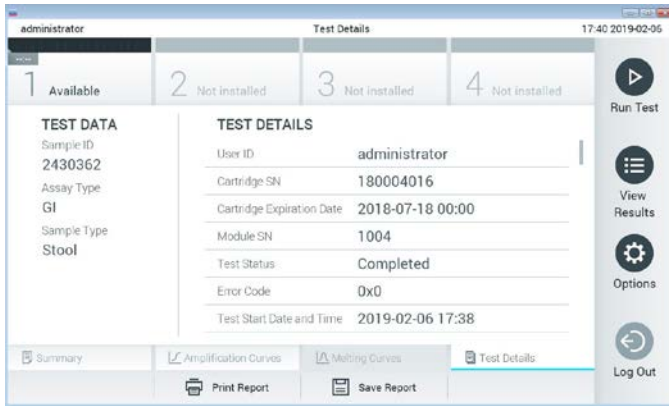 administrator Test Details 17:40 2019-02-06
1 Available 2 Not installed 3 Not installed 4 Not installed
Run Test
TEST DATA
Sample ID
2430362
Assay Type
GI
Sample Type
Stool
TEST DETAILS
User ID administrator
Cartridge SN 180004016
Cartridge Expiration Date 2018-07-18 00:00
Module SN 1004
Test Status Completed
Error Code 0x0
Test Start Date and Time 2019-02-06 17:38
View
Results
Options
Log Out
Summary Amplification Curves Melting Curves Test Details
Print Report Save Report